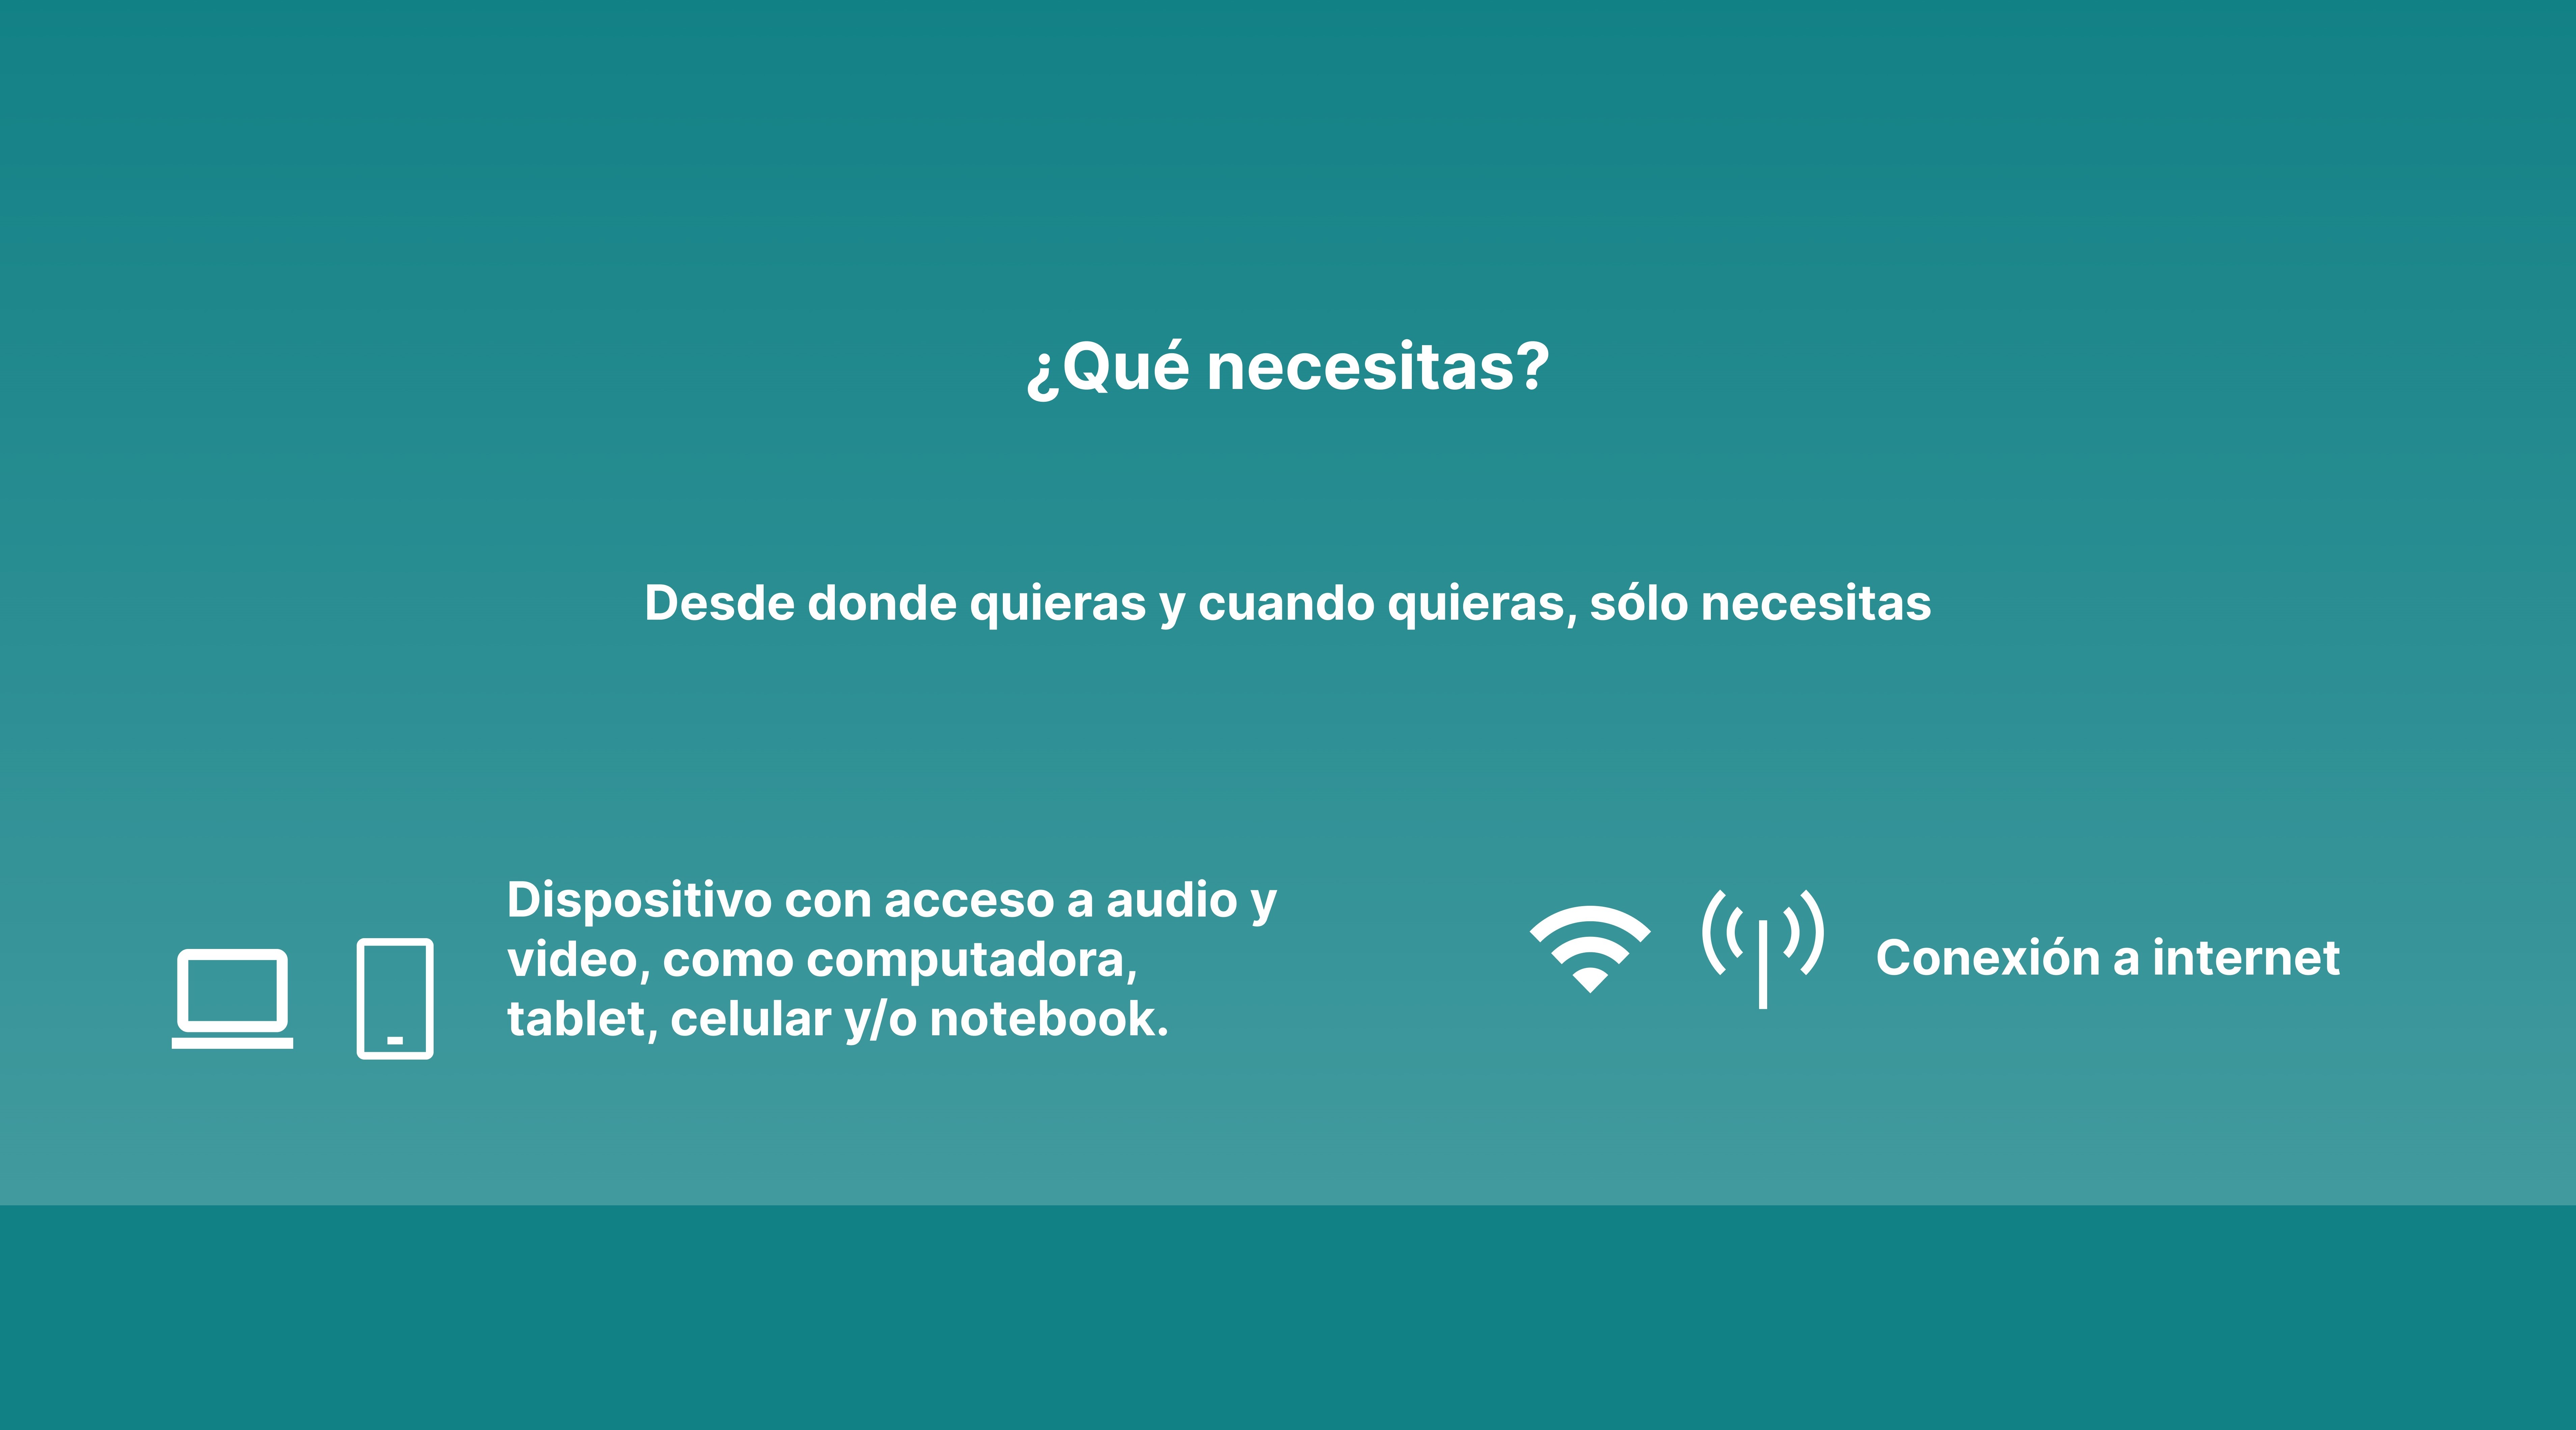 ¿Qué necesitas?
Desde donde quieras y cuando quieras, sólo necesitas
Dispositivo con acceso a audio y
video, como computadora,
tablet, celular y/o notebook.
Conexión a internet